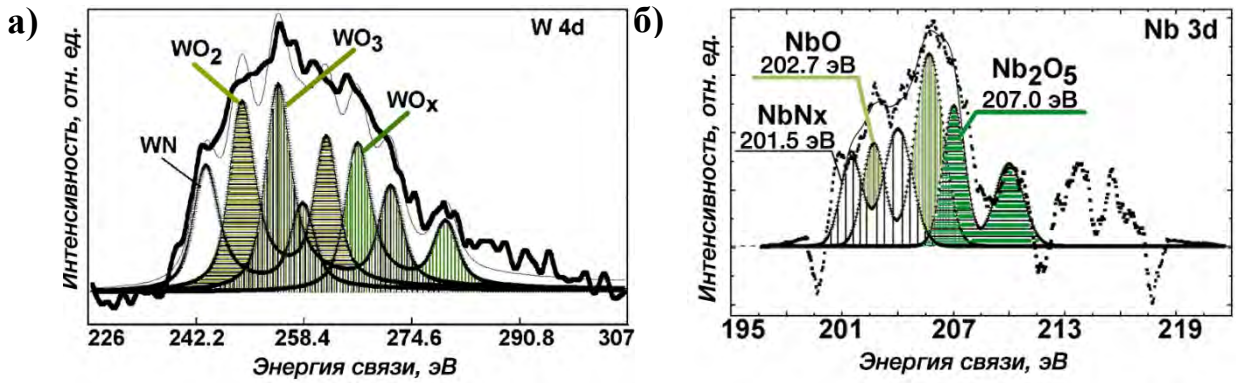 а)
W 4d
WO2
WO3
WOx
WN
Интенсивность, отн. ед.
226 242.2 258.4 274.6 290.8 307
Энергия связи, эВ
б)
Nb 3d
NbO
202.7 эВ
Nb2O5
207.0 эВ
NbNx
201.5 эВ
Интенсивность, отн. ед.
195 201 207 213 219
Энергия связи, эВ